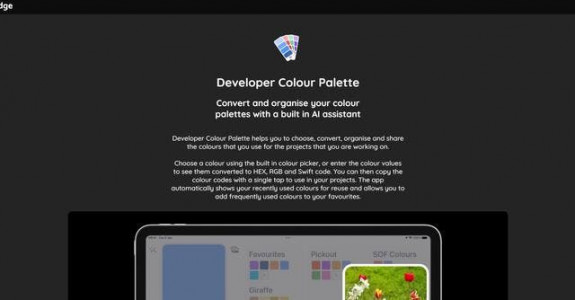 dge
Developer Colour Palette
Convert and organise your colour
palettes with a built in AI assistant
Developer Colour Palette helps you to choose, convert, organise and share
the colours that you use for the projects that you are working on.
Choose a colour using the built in colour picker, or enter the colour values
to see them converted to HEX, RGB and Swift code. You can then copy the
colour codes with a single tap to use in your projects. The app
automatically shows your recently used colours for reuse and allows you to
add frequently used colours to your favourites.
Favourites Pickout SOF Colours
Giraffe